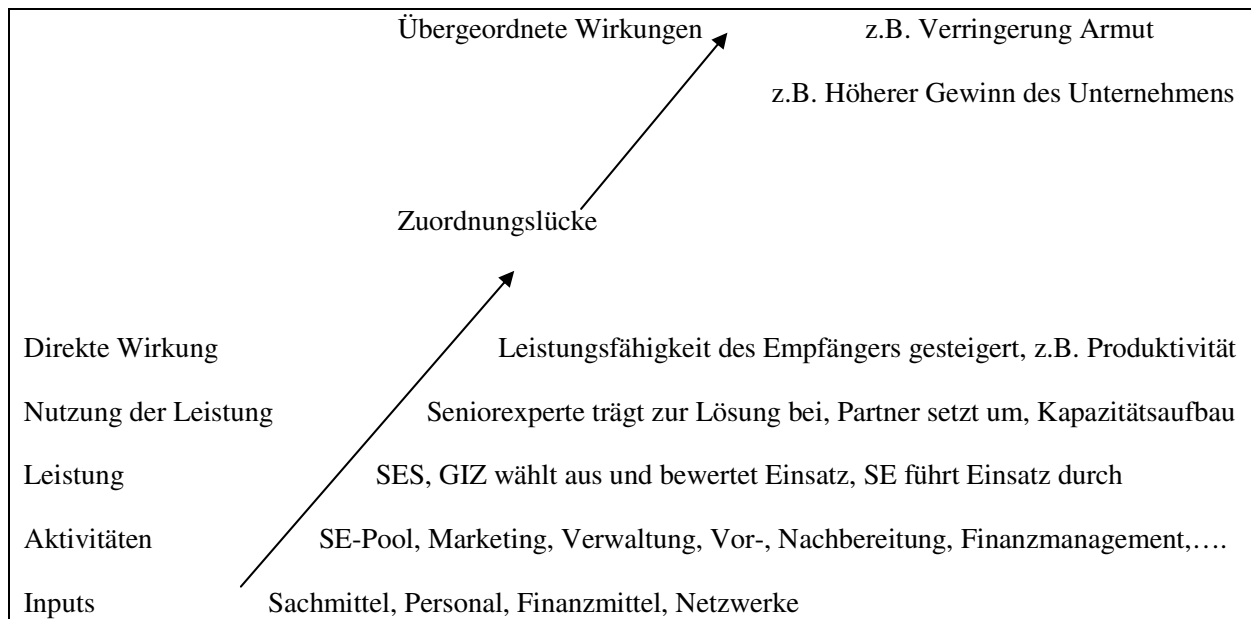 Übergeordnete Wirkungen z.B. Verringerung Armut
z.B. Höherer Gewinn des Unternehmens
Zuordnungslücke
Direkte Wirkung Leistungsfähigkeit des Empfängers gesteigert, z.B. Produktivität
Nutzung der Leistung Seniorexperte trägt zur Lösung bei, Partner setzt um, Kapazitätsaufbau
Leistung SES, GIZ wählt aus und bewertet Einsatz, SE führt Einsatz durch
Aktivitäten SE-Pool, Marketing, Verwaltung, Vor-, Nachbereitung, Finanzmanagement,….
Inputs Sachmittel, Personal, Finanzmittel, Netzwerke